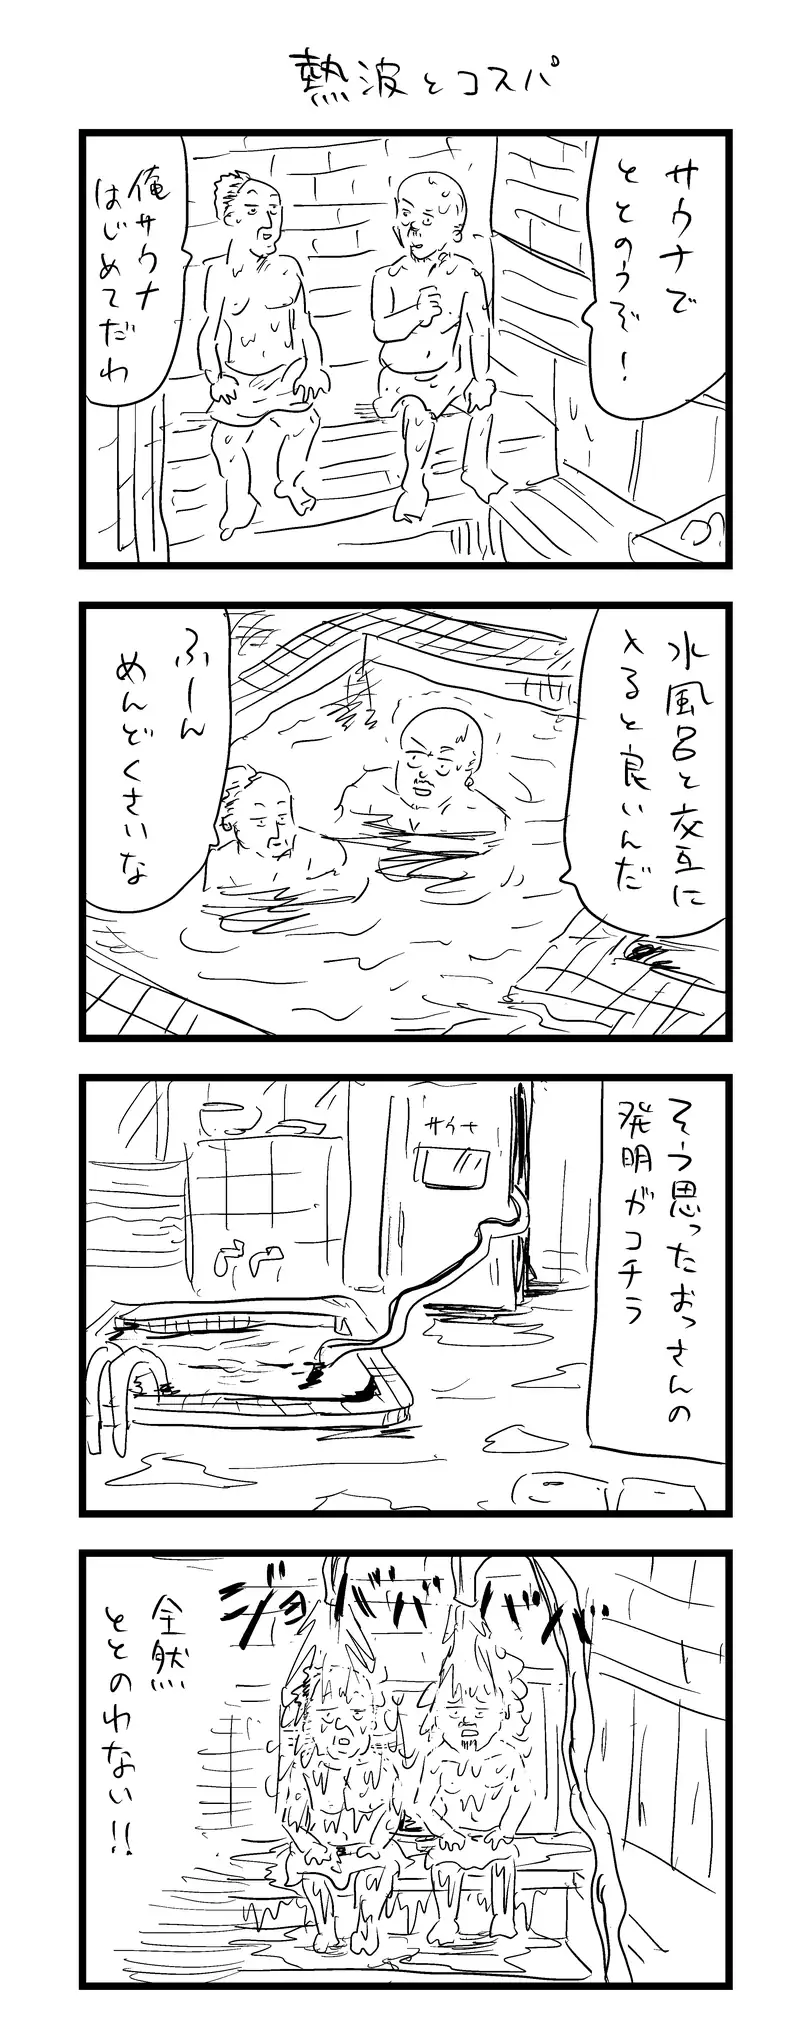 熱波とコスパ
サウナで
ととのうぞ！
俺サウナ
はじめてだわ
水風呂と交互に
入ると良いんだ
ふーん
めんどくさいな
そう思ったおっさんの
発明がコチラ
サウナ
ジョバババババ
全然
ととのわない！！